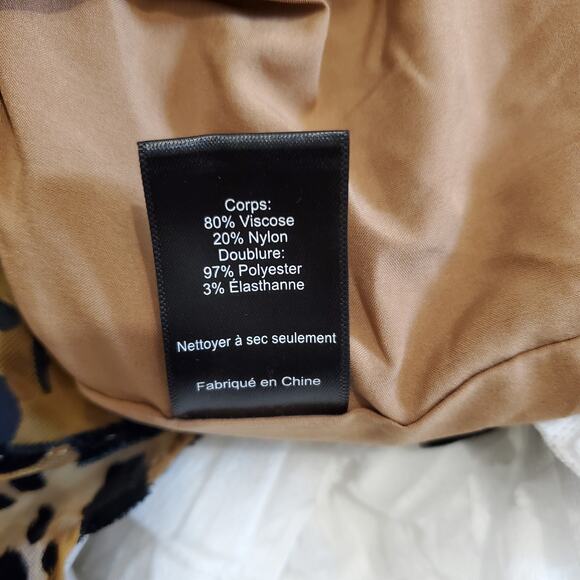 Corps:
80% Viscose
20% Nylon
Doublure:
97% Polyester
3% Élasthanne
Nettoyer à sec seulement
Fabriqué en Chine